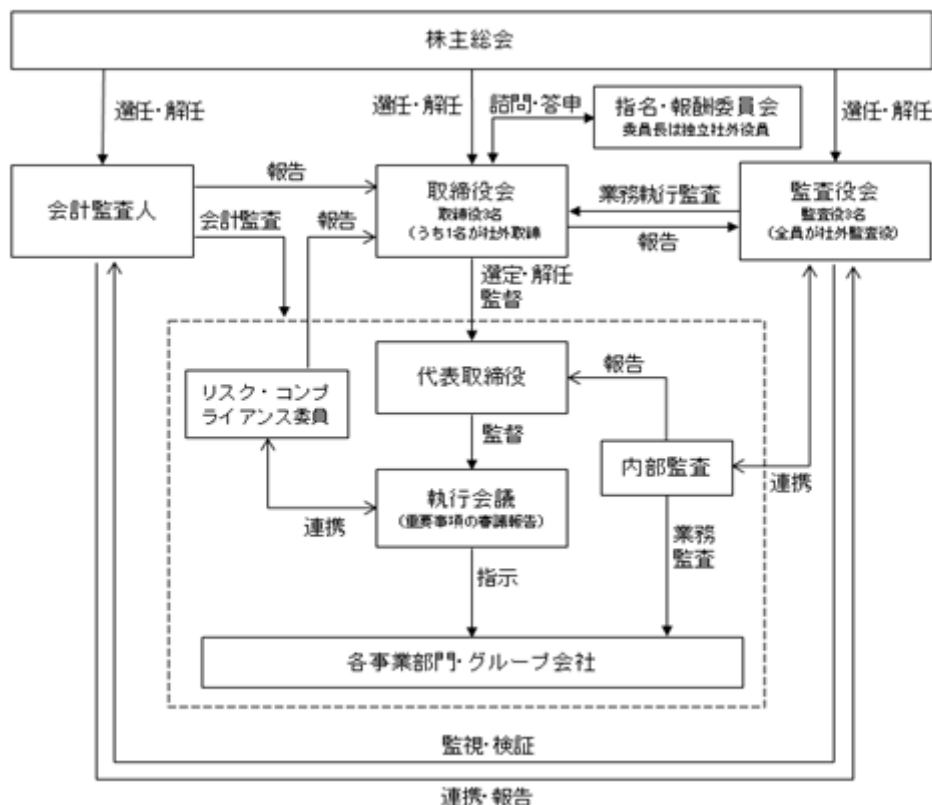 株主総会
選任・解任
選任・解任
諮問・答申
指名・報酬委員会
委員長は独立社外役員
選任・解任
会計監査人
報告
会計監査
報告
取締役会
取締役3名
(うち1名が社外取締
業務執行監査
報告
監査役会
監査役3名
(全員が社外監査役)
選定・解任
監督
代表取締役
報告
リスク・コンプ
ライアンス委員
監督
内部監査
連携
執行会議
(重要事項の審議報告)
連携
業務
監査
指示
各事業部門・グループ会社
監視・検証
連携・報告